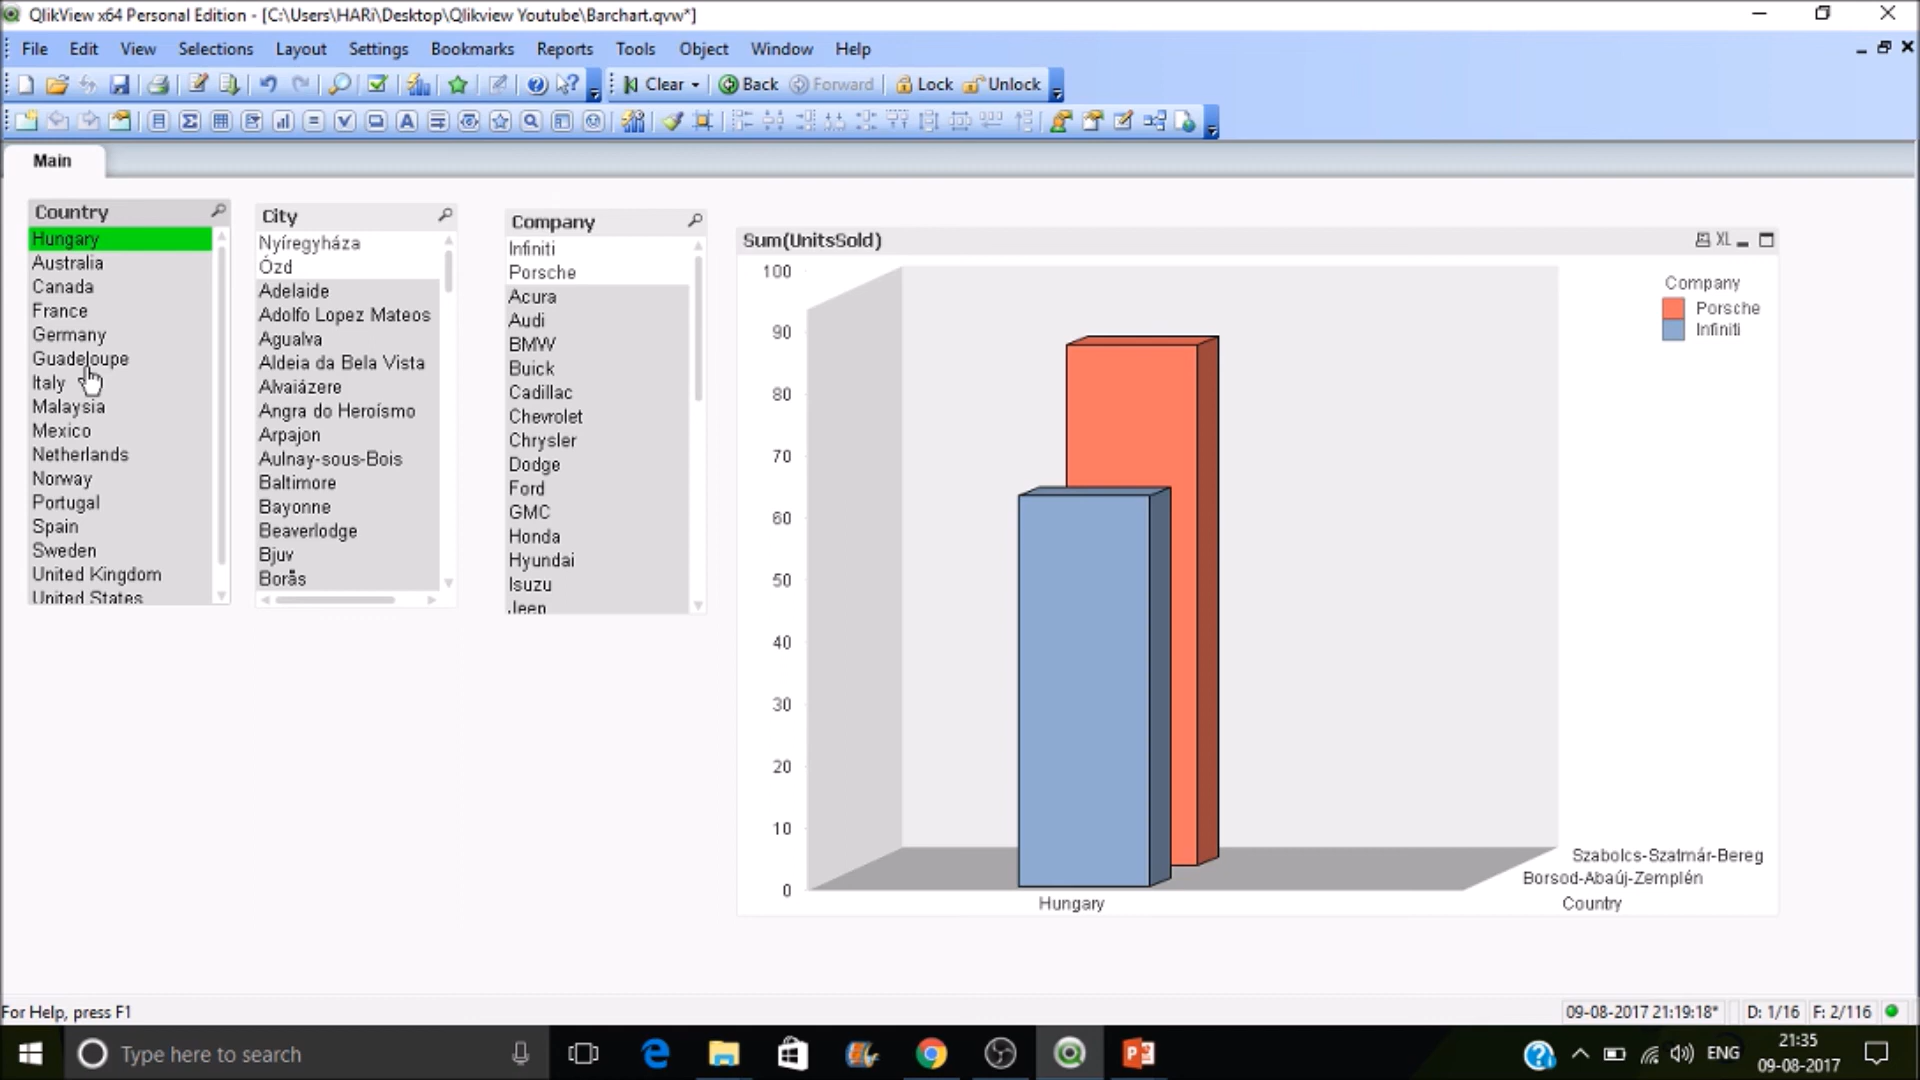 QlikView x64 Personal Edition - [C:\Users\HARi\Desktop\Qlikview Youtube\Barchart.qvw*]
File Edit View Selections Layout Settings Bookmarks Reports Tools Object Window Help
Clear Back Forward Lock Unlock
Main
Country
Hungary
Australia
Canada
France
Germany
Guadeloupe
Italy
Malaysia
Mexico
Netherlands
Norway
Portugal
Spain
Sweden
United Kingdom
United States
City
Nyíregyháza
Ózd
Adelaide
Adolfo Lopez Mateos
Agualva
Aldeia da Bela Vista
Alvaiázere
Angra do Heroísmo
Arpajon
Aulnay-sous-Bois
Baltimore
Bayonne
Beaverlodge
Bjuv
Borås
Company
Infiniti
Porsche
Acura
Audi
BMW
Buick
Cadillac
Chevrolet
Chrysler
Dodge
Ford
GMC
Honda
Hyundai
Isuzu
Jeep
Sum(UnitsSold)
XL
100
90
80
70
60
50
40
30
20
10
0
Company
Porsche
Infiniti
Szabolcs-Szatmár-Bereg
Borsod-Abaúj-Zemplén
Hungary
Country
For Help, press F1
09-08-2017 21:19:18*
D: 1/16
F: 2/116
Type here to search
ENG
21:35
09-08-2017